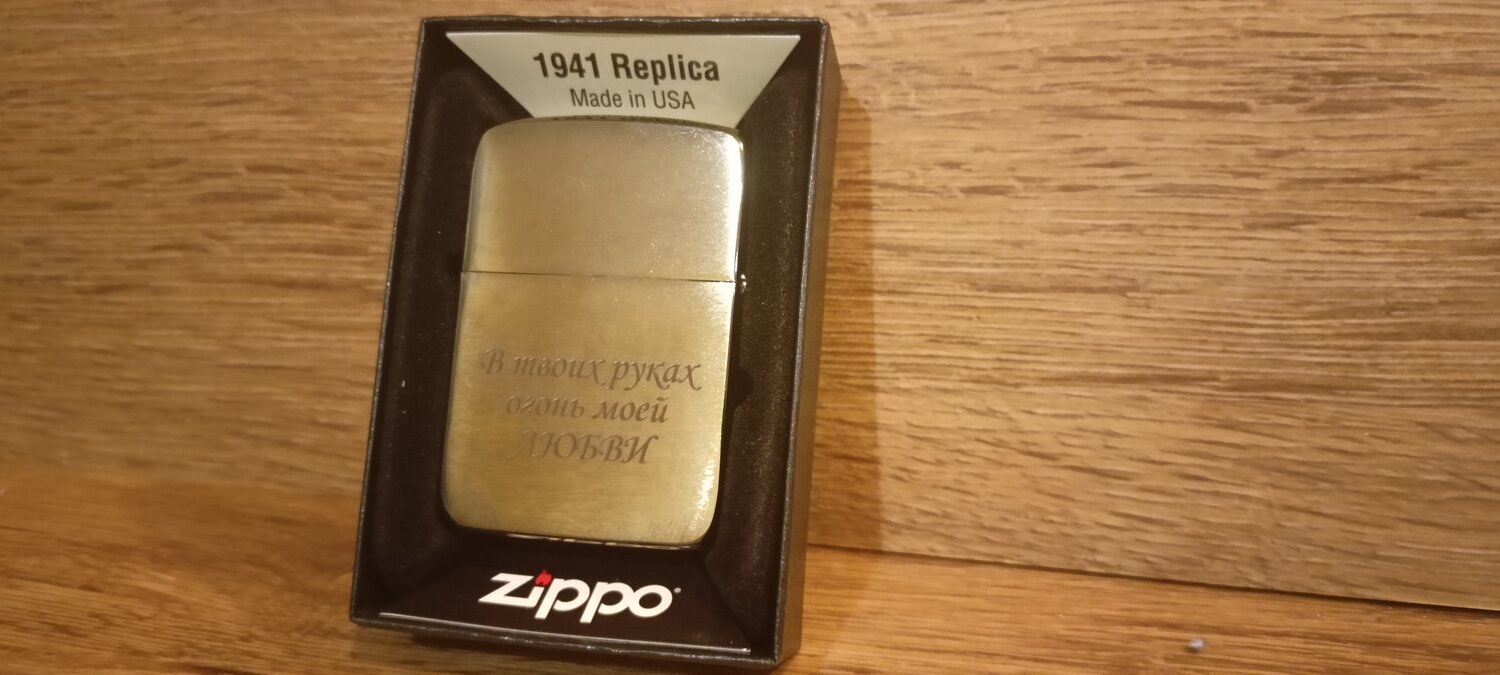 1941 Replica
Made in USA
В твоих руках
огонь моей
ЛЮБВИ
zippo